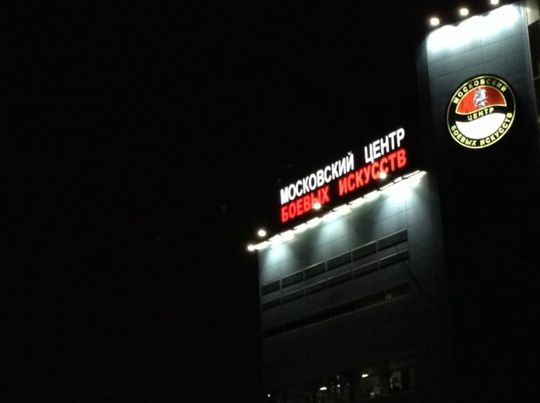 МОСКОВСКИЙ ЦЕНТР
БОЕВЫХ ИСКУССТВ
МОСКОВСКИЙ
ЦЕНТР
БОЕВЫХ ИСКУССТВ